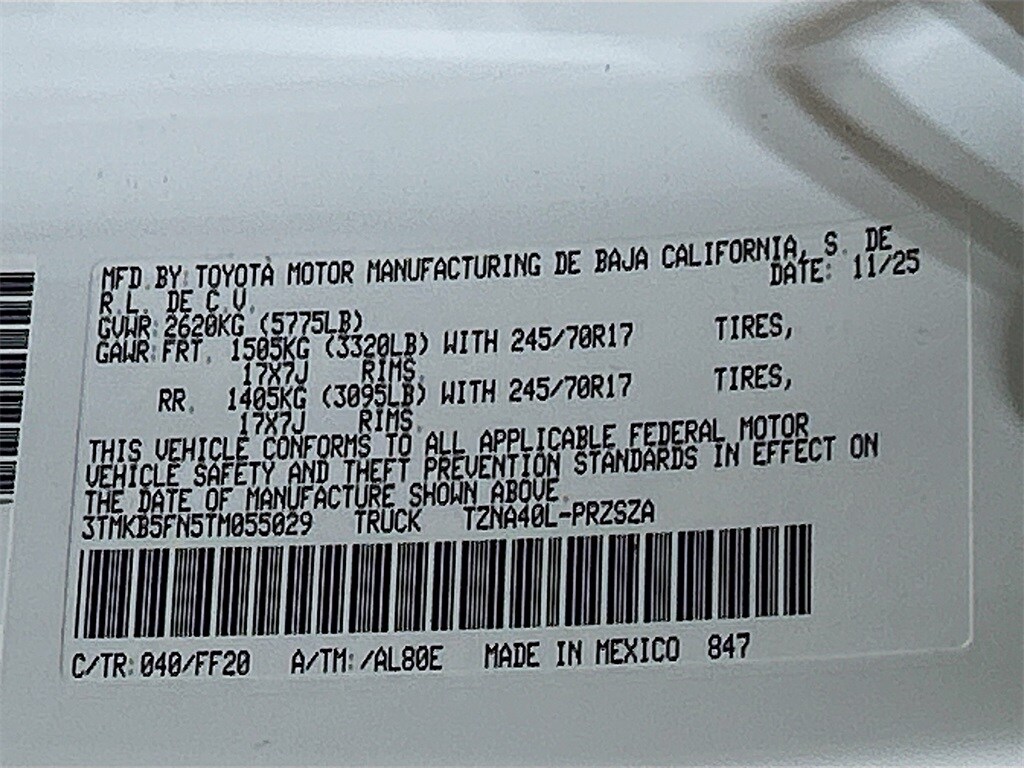 MFD. BY: TOYOTA MOTOR MANUFACTURING DE BAJA CALIFORNIA, S. DE
R.L. DE C.V.
DATE: 11/25
GVWR: 2620KG (5775LB)
GAWR: FRT. 1505KG (3320LB) WITH 245/70R17 TIRES,
17X7J RIMS,
RR. 1405KG (3095LB) WITH 245/70R17 TIRES,
17X7J RIMS,
THIS VEHICLE CONFORMS TO ALL APPLICABLE FEDERAL MOTOR
VEHICLE SAFETY AND THEFT PREVENTION STANDARDS IN EFFECT ON
THE DATE OF MANUFACTURE SHOWN ABOVE.
3TMKB5FN5TM055029 TRUCK TZNA40L-PRZSZA
C/TR: 040/FF20 A/TM: /AL80E MADE IN MEXICO 847